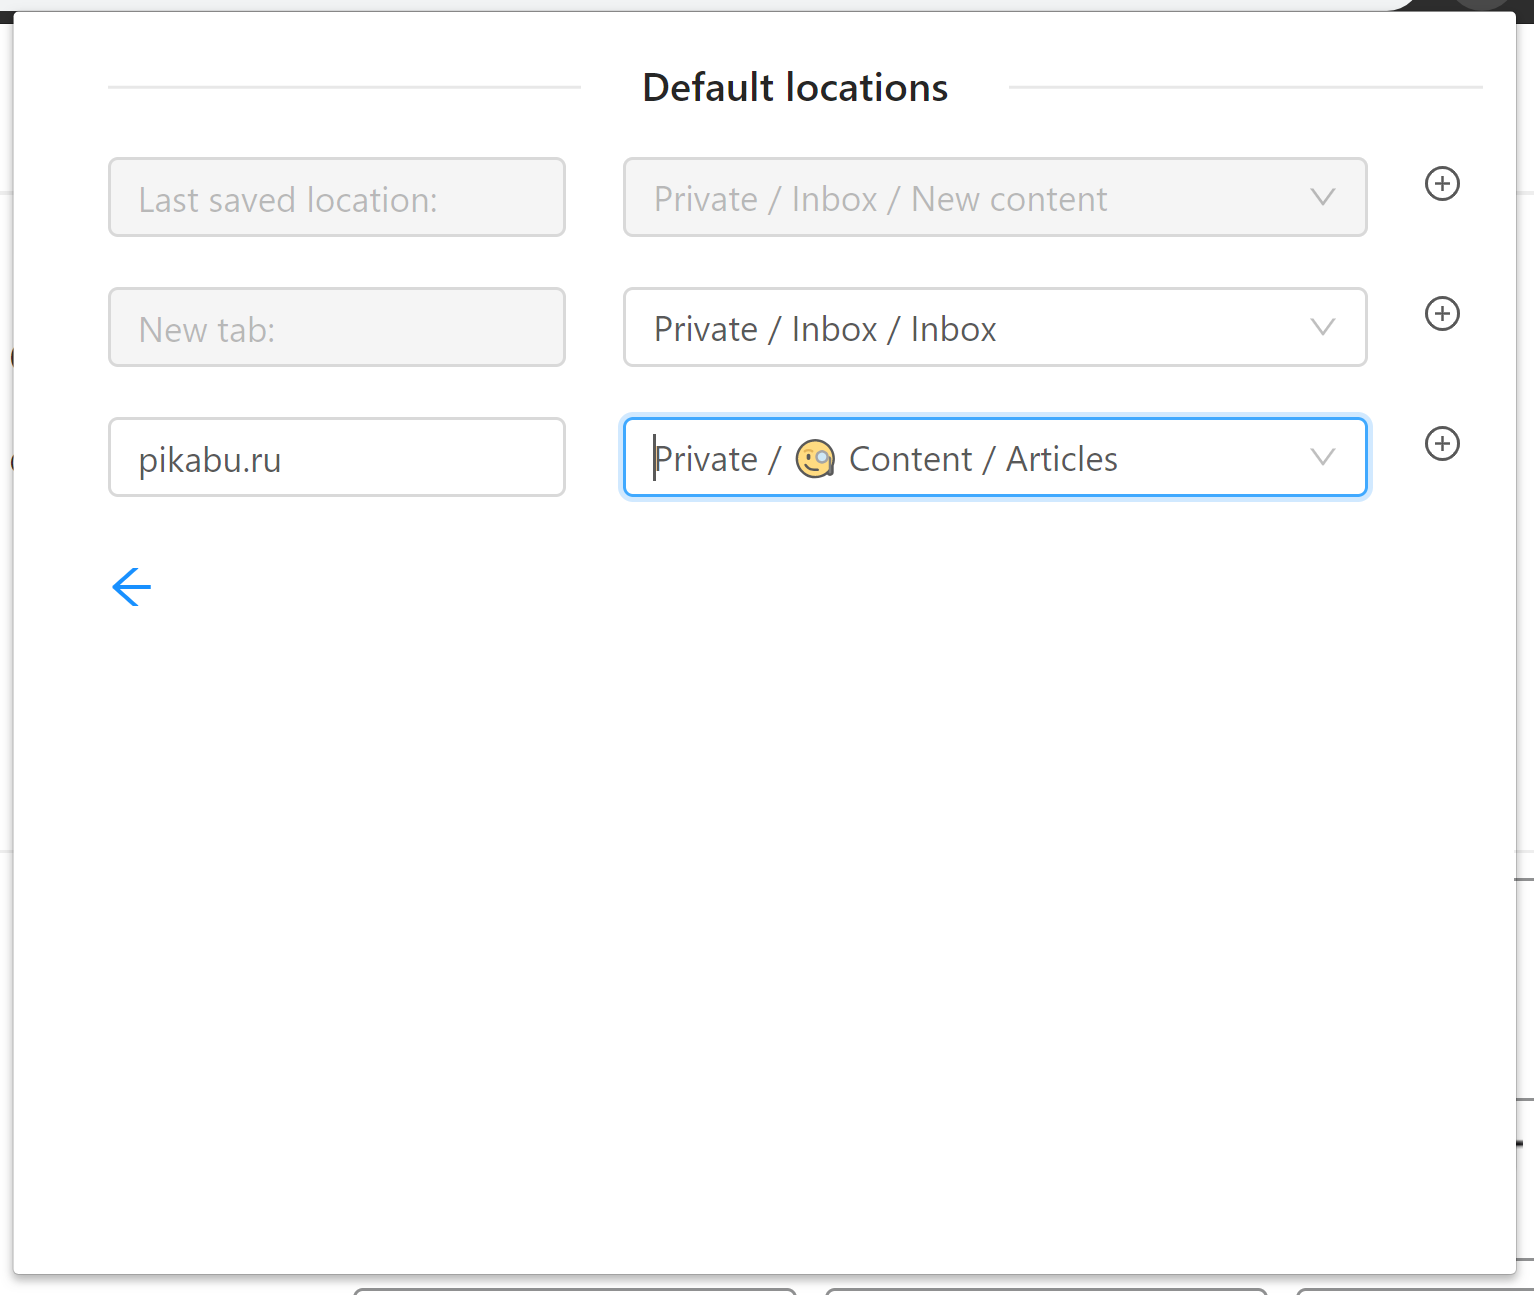 Default locations
Last saved location: Private / Inbox / New content
New tab: Private / Inbox / Inbox
pikabu.ru Private / 🧐 Content / Articles